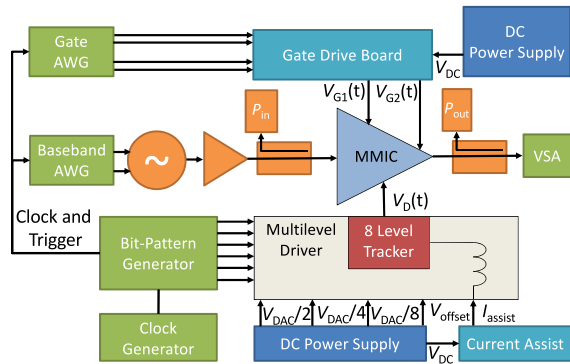 Gate
AWG
Gate Drive Board
DC
Power Supply
V_DC
V_G1(t)
V_G2(t)
P_in
P_out
Baseband
AWG
~
MMIC
VSA
V_D(t)
Clock and
Trigger
Bit-Pattern
Generator
Multilevel
Driver
8 Level
Tracker
V_DAC/2
V_DAC/4
V_DAC/8
V_offset
I_assist
Clock
Generator
DC Power Supply
V_DC
Current Assist